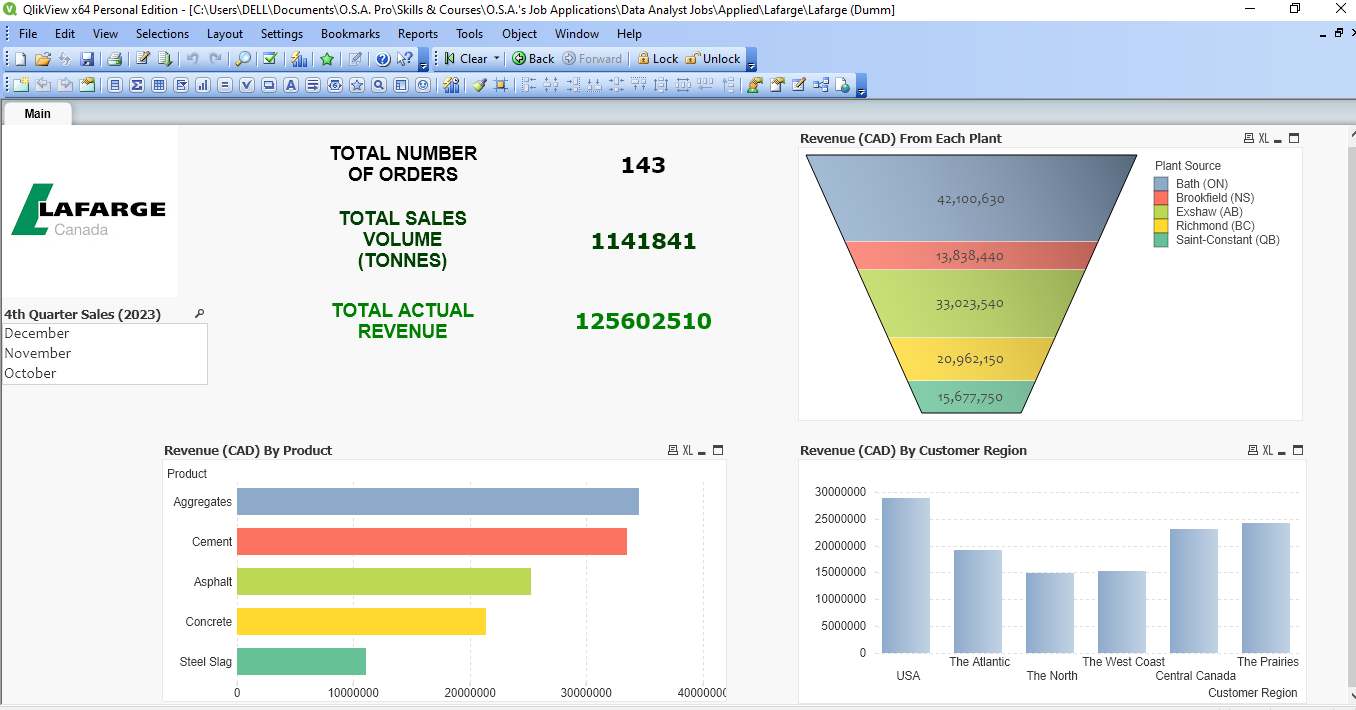 QlikView x64 Personal Edition - [C:\Users\DELL\Documents\O.S.A. Pro\Skills & Courses\O.S.A.'s Job Applications\Data Analyst Jobs\Applied\Lafarge\Lafarge (Dumm]
File Edit View Selections Layout Settings Bookmarks Reports Tools Object Window Help
Clear Back Forward Lock Unlock
Main
LAFARGE
Canada
4th Quarter Sales (2023)
December
November
October
TOTAL NUMBER
OF ORDERS
143
TOTAL SALES
VOLUME
(TONNES)
1141841
TOTAL ACTUAL
REVENUE
125602510
Revenue (CAD) From Each Plant
XL
42,100,630
13,838,440
33,023,540
20,962,150
15,677,750
Plant Source
Bath (ON)
Brookfield (NS)
Exshaw (AB)
Richmond (BC)
Saint-Constant (QB)
Revenue (CAD) By Product
XL
Product
Aggregates
Cement
Asphalt
Concrete
Steel Slag
0 10000000 20000000 30000000 40000000
Revenue (CAD) By Customer Region
XL
30000000
25000000
20000000
15000000
10000000
5000000
0
The Atlantic The West Coast The Prairies
USA The North Central Canada
Customer Region